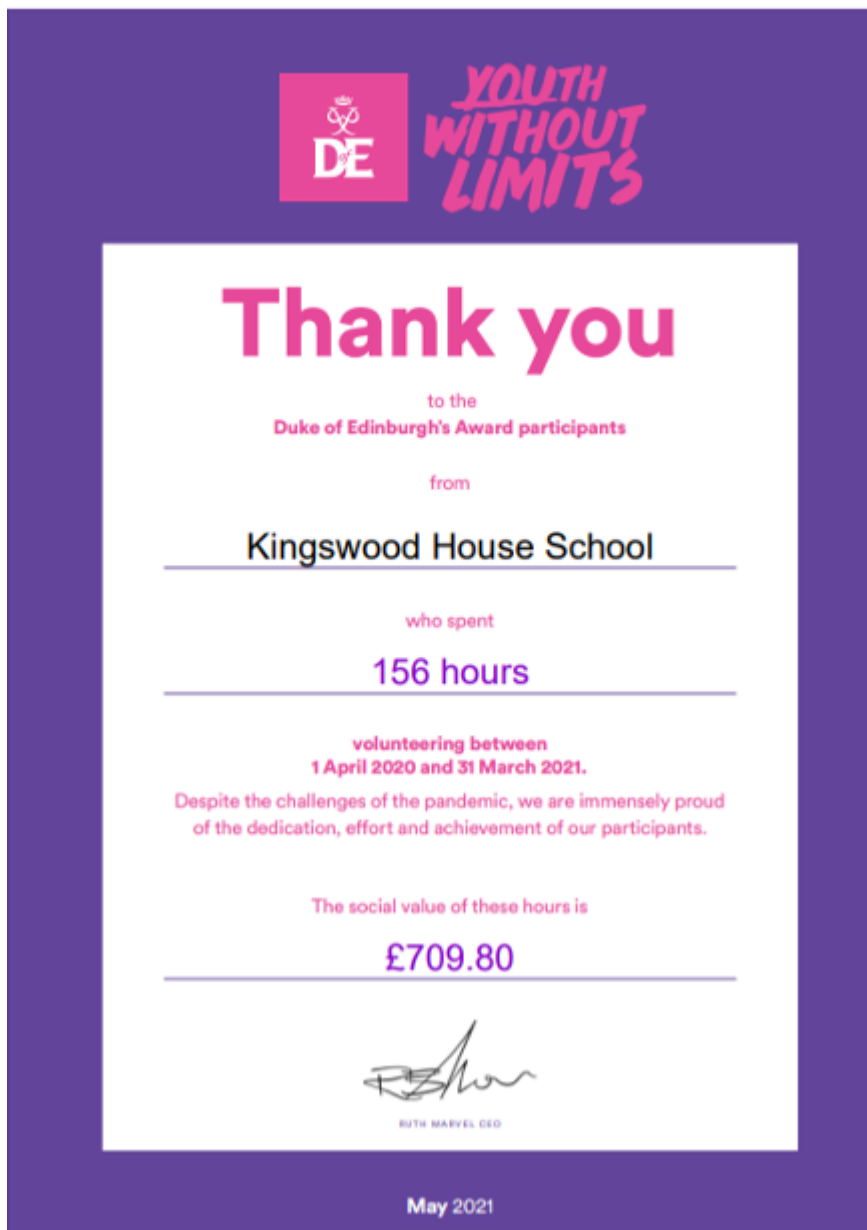 DofE
YOUTH
WITHOUT
LIMITS
Thank you
to the
Duke of Edinburgh's Award participants
from
Kingswood House School
who spent
156 hours
volunteering between
1 April 2020 and 31 March 2021.
Despite the challenges of the pandemic, we are immensely proud
of the dedication, effort and achievement of our participants.
The social value of these hours is
£709.80
RUTH MARVEL CEO
May 2021